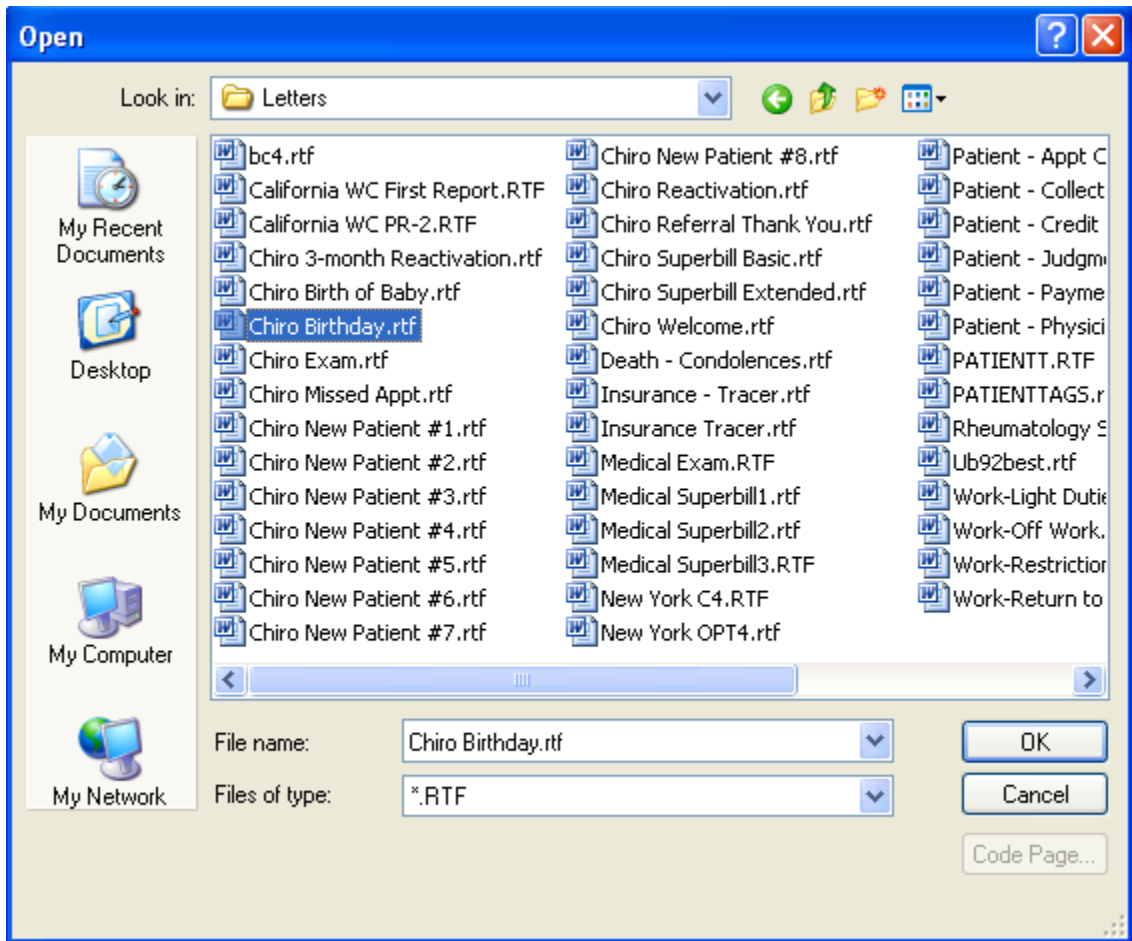 Open
Look in: Letters
My Recent
Documents
Desktop
My Documents
My Computer
My Network
bc4.rtf
California WC First Report.RTF
California WC PR-2.RTF
Chiro 3-month Reactivation.rtf
Chiro Birth of Baby.rtf
Chiro Birthday.rtf
Chiro Exam.rtf
Chiro Missed Appt.rtf
Chiro New Patient #1.rtf
Chiro New Patient #2.rtf
Chiro New Patient #3.rtf
Chiro New Patient #4.rtf
Chiro New Patient #5.rtf
Chiro New Patient #6.rtf
Chiro New Patient #7.rtf
Chiro New Patient #8.rtf
Chiro Reactivation.rtf
Chiro Referral Thank You.rtf
Chiro Superbill Basic.rtf
Chiro Superbill Extended.rtf
Chiro Welcome.rtf
Death - Condolences.rtf
Insurance - Tracer.rtf
Insurance Tracer.rtf
Medical Exam.RTF
Medical Superbill1.rtf
Medical Superbill2.rtf
Medical Superbill3.RTF
New York C4.RTF
New York OPT4.rtf
Patient - Appt C
Patient - Collect
Patient - Credit
Patient - Judgm
Patient - Payme
Patient - Physici
PATIENTT.RTF
PATIENTTAGS.r
Rheumatology S
Ub92best.rtf
Work-Light Dutie
Work-Off Work.
Work-Restriction
Work-Return to
File name: Chiro Birthday.rtf
OK
Files of type: *.RTF
Cancel
Code Page...